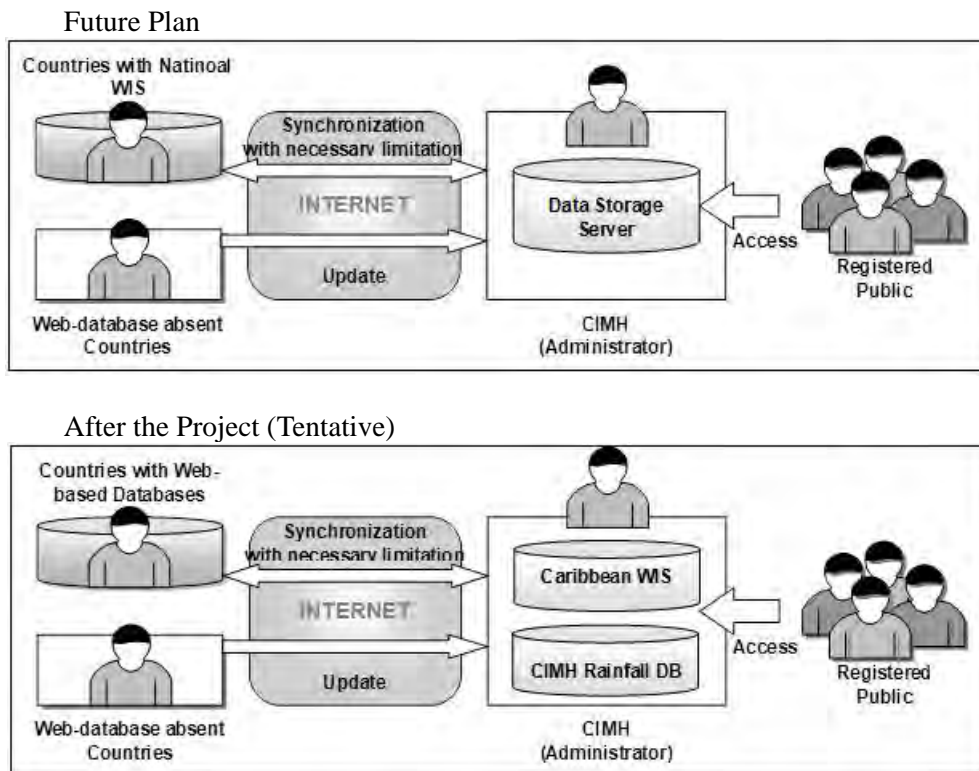 Future Plan
Countries with Natinoal
WIS
Synchronization
with necessary limitation
INTERNET
Update
Web-database absent
Countries
Data Storage
Server
CIMH
(Administrator)
Access
Registered
Public
After the Project (Tentative)
Countries with Web-
based Databases
Synchronization
with necessary limitation
INTERNET
Update
Web-database absent
Countries
Caribbean WIS
CIMH Rainfall DB
CIMH
(Administrator)
Access
Registered
Public